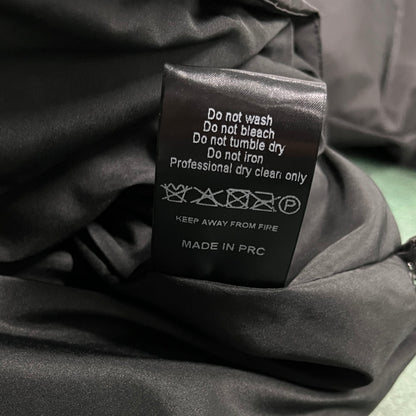 Do not wash
Do not bleach
Do not tumble dry
Do not iron
Professional dry clean only
P
KEEP AWAY FROM FIRE
MADE IN PRC